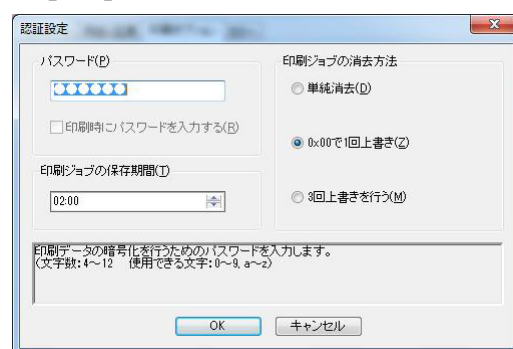 認証設定
パスワード(P)
●●●●●●
印刷時にパスワードを入力する(R)
印刷ジョブの保存期間(T)
02:00
印刷ジョブの消去方法
単純消去(D)
0x00で1回上書き(Z)
3回上書きを行う(M)
印刷データの暗号化を行うためのパスワードを入力します。
(文字数:4~12 使用できる文字:0~9, a~z)
OK
キャンセル